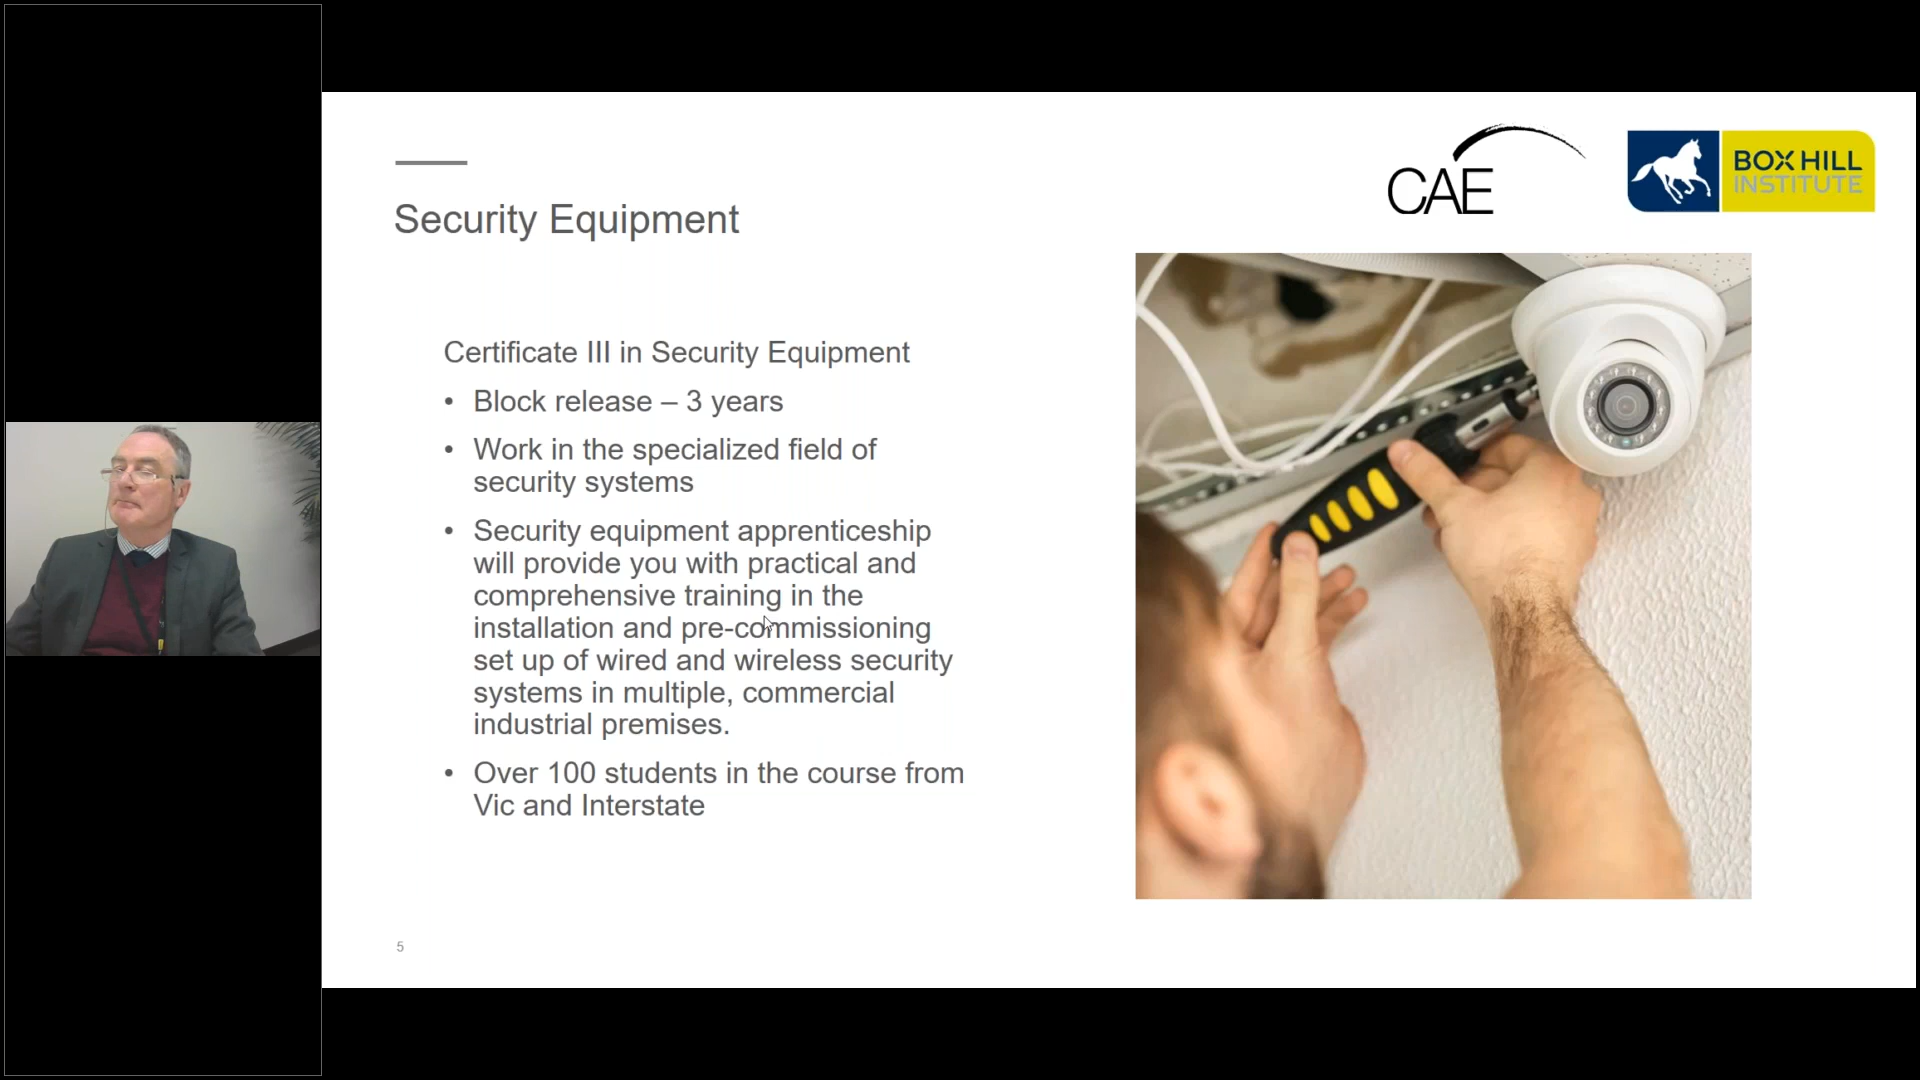 CAE
BOX HILL
INSTITUTE
Security Equipment
Certificate III in Security Equipment
• Block release – 3 years
• Work in the specialized field of
security systems
• Security equipment apprenticeship
will provide you with practical and
comprehensive training in the
installation and pre-commissioning
set up of wired and wireless security
systems in multiple, commercial
industrial premises.
• Over 100 students in the course from
Vic and Interstate
5